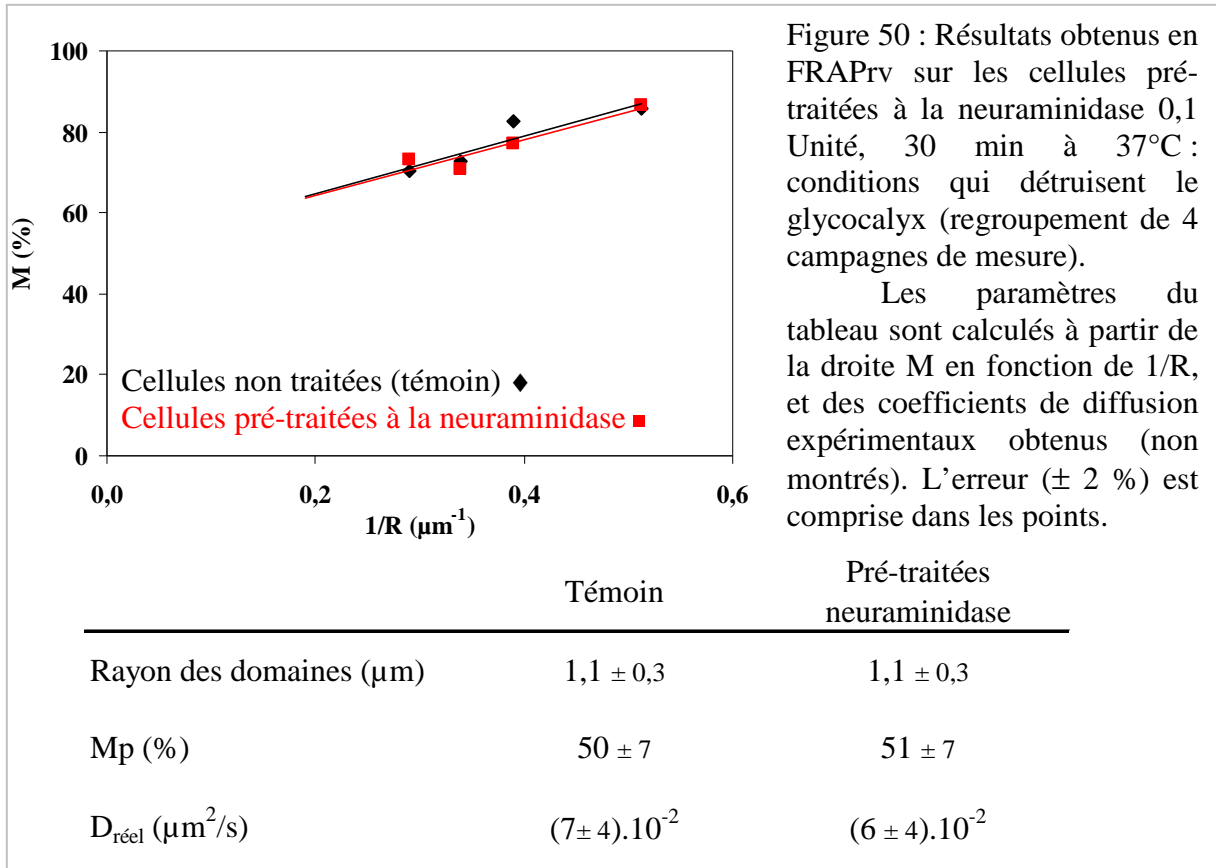 100
80
60
40
20
0
M (%)
0,0
0,2
0,4
0,6
1/R (µm⁻¹)
Cellules non traitées (témoin)
Cellules pré-traitées à la neuraminidase
Figure 50 : Résultats obtenus en
FRAPrv sur les cellules pré-
traitées à la neuraminidase 0,1
Unité, 30 min à 37°C :
conditions qui détruisent le
glycocalyx (regroupement de 4
campagnes de mesure).
Les paramètres du
tableau sont calculés à partir de
la droite M en fonction de 1/R,
et des coefficients de diffusion
expérimentaux obtenus (non
montrés). L'erreur (± 2 %) est
comprise dans les points.
Témoin
Pré-traitées
neuraminidase
Rayon des domaines (µm) 1,1 ± 0,3 1,1 ± 0,3
Mp (%) 50 ± 7 51 ± 7
Dréel (µm²/s) (7± 4).10⁻² (6 ± 4).10⁻²